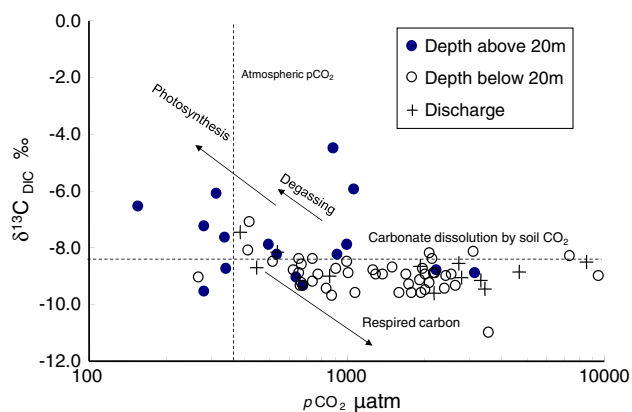 0.0
-2.0
-4.0
-6.0
-8.0
-10.0
-12.0
δ¹³C DIC ‰
100
1000
10000
pCO₂ µatm
Depth above 20m
Depth below 20m
Discharge
Atmospheric pCO₂
Photosynthesis
Degassing
Carbonate dissolution by soil CO₂
Respired carbon